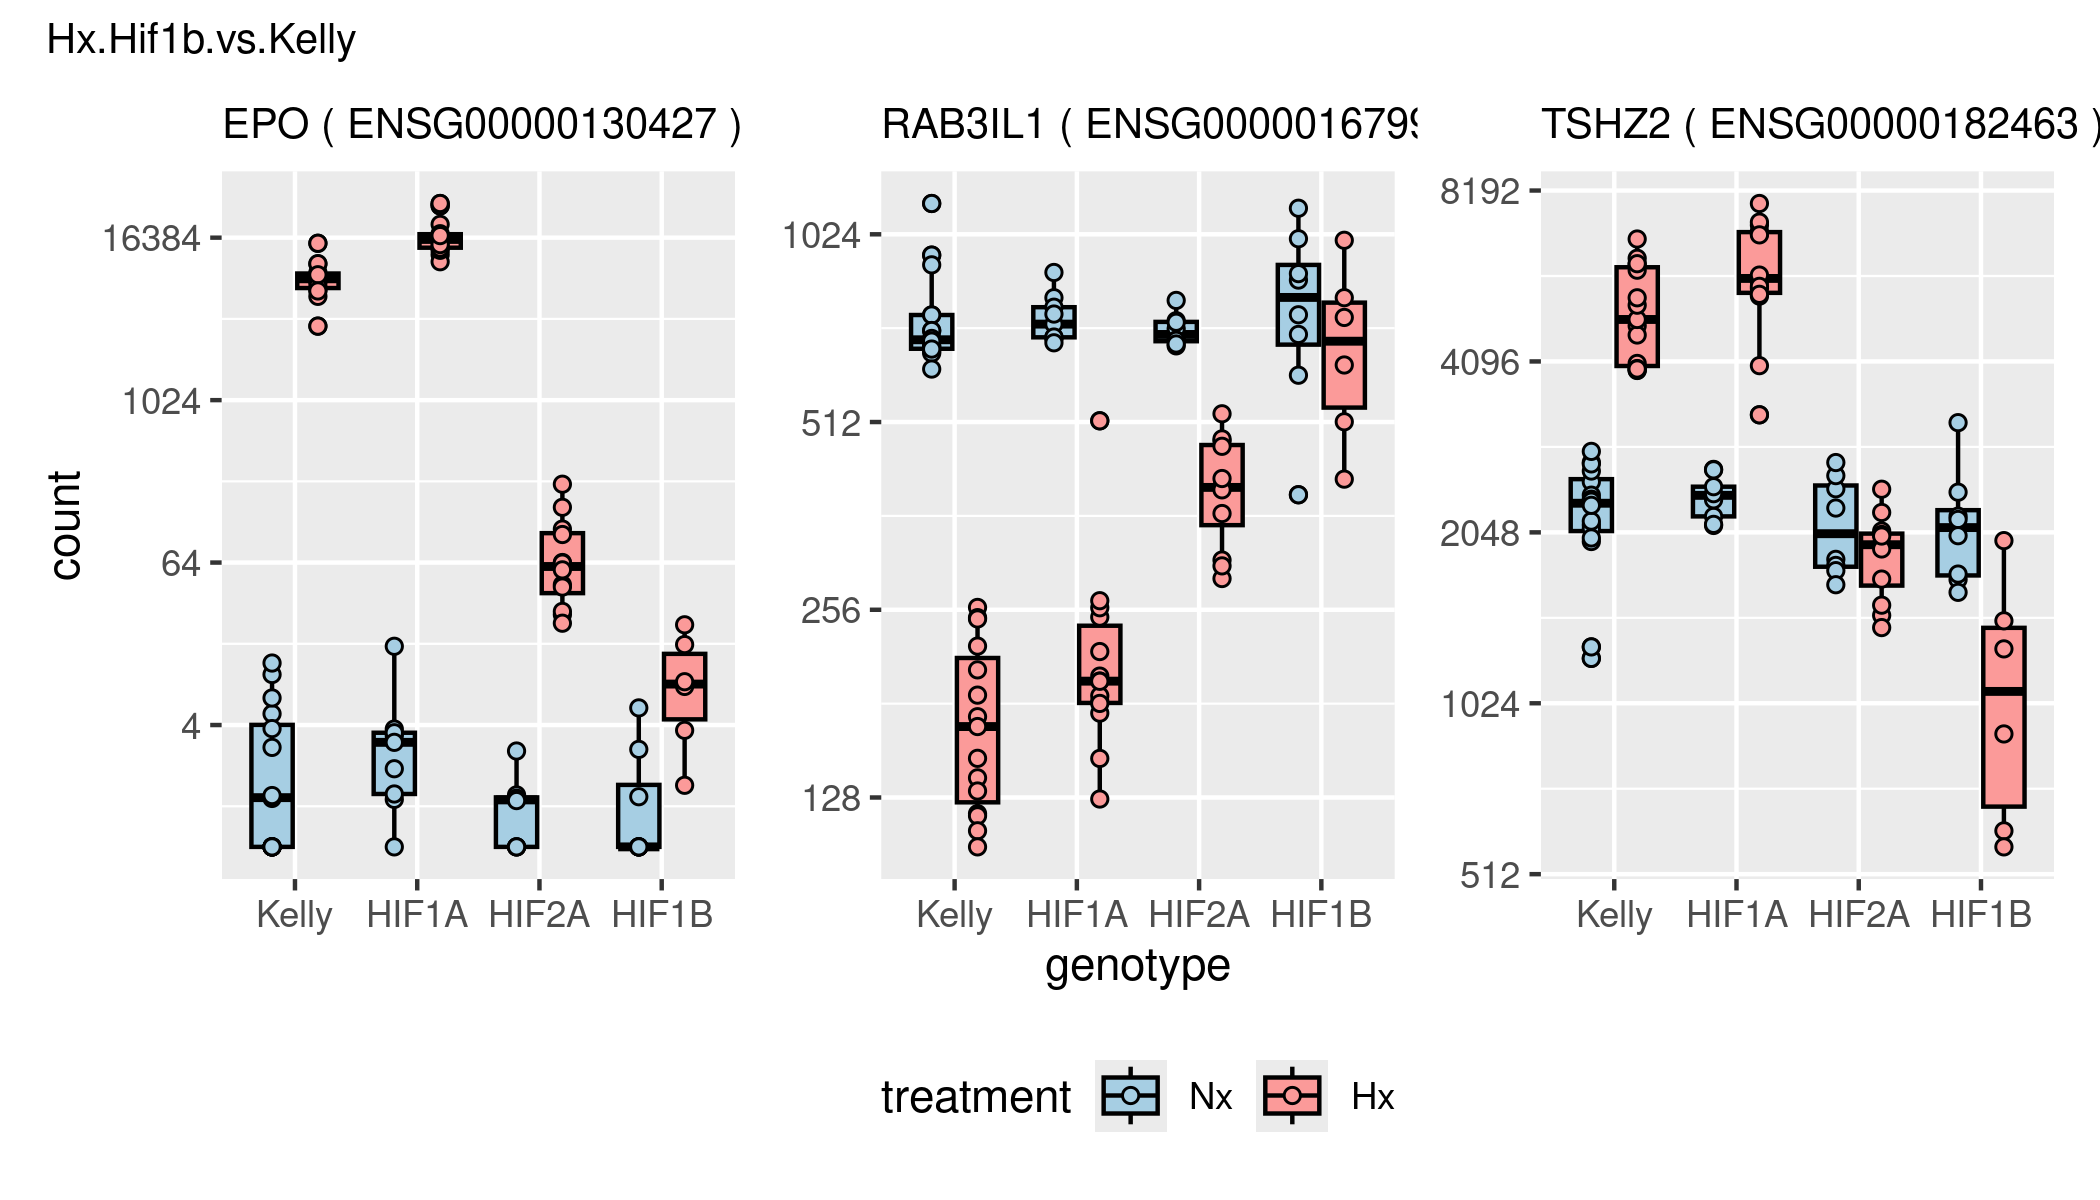 Hx.Hif1b.vs.Kelly
EPO ( ENSG00000130427 )
RAB3IL1 ( ENSG0000016799
TSHZ2 ( ENSG00000182463 )
count
16384
1024
64
4
Kelly HIF1A HIF2A HIF1B
1024
512
256
128
Kelly HIF1A HIF2A HIF1B
8192
4096
2048
1024
512
Kelly HIF1A HIF2A HIF1B
genotype
treatment Nx Hx